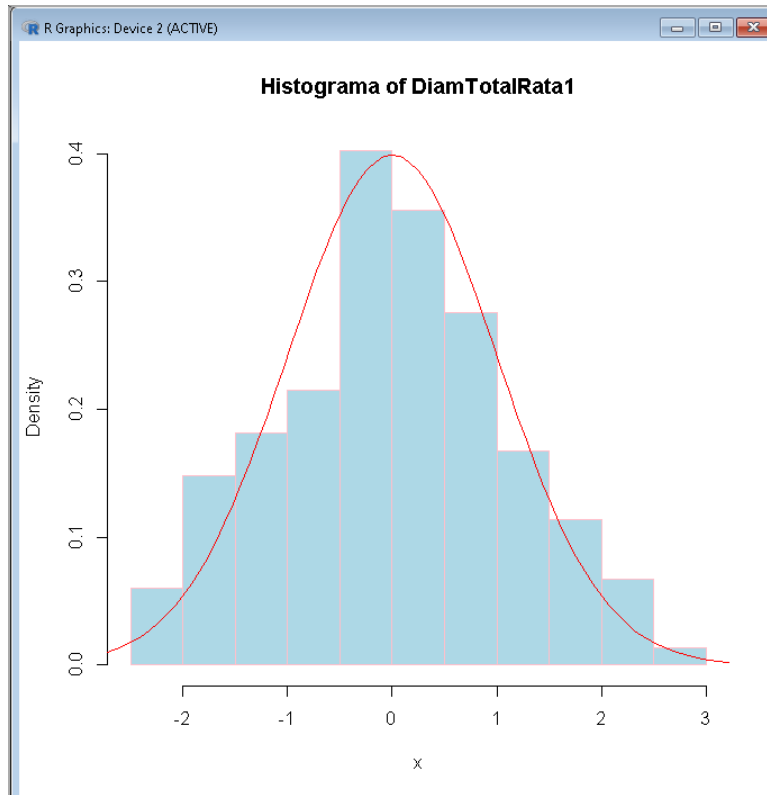 R Graphics: Device 2 (ACTIVE)
Histograma of DiamTotalRata1
Density
0.4
0.3
0.2
0.1
0.0
-2 -1 0 1 2 3
x